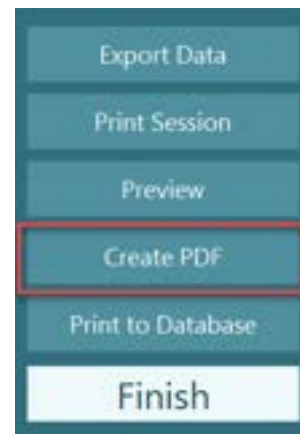 Export Data
Print Session
Preview
Create PDF
Print to Database
Finish